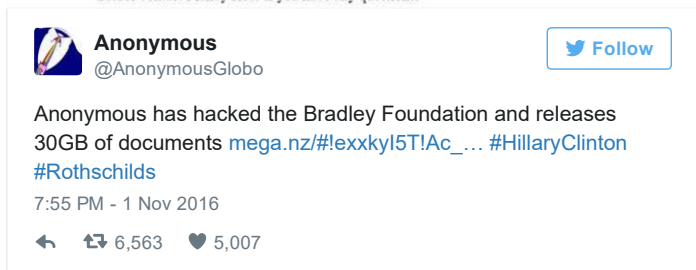 Anonymous
@AnonymousGlobo
Follow
Anonymous has hacked the Bradley Foundation and releases
30GB of documents mega.nz/#!exxkyI5T!Ac_... #HillaryClinton
#Rothschilds
7:55 PM - 1 Nov 2016
6,563 5,007